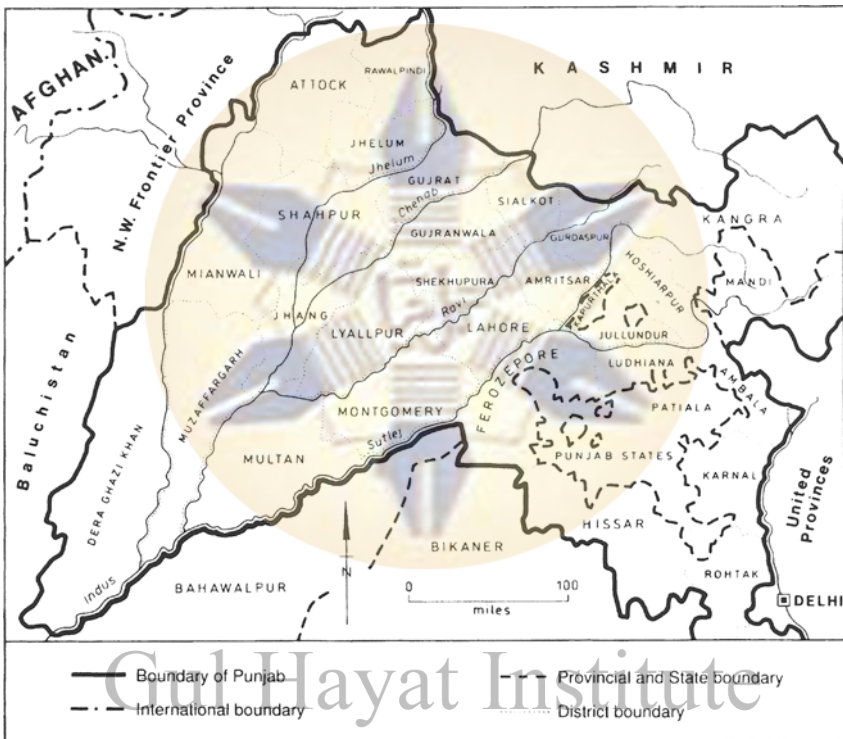 KASHMIR
AFGHAN.
N.W. Frontier Province
Baluchistan
RAWALPINDI
ATTOCK
JHELUM
Jhelum
GUJRAT
Chenab
SIALKOT
SHAHPUR
GUJRANWALA
GURDASPUR
KANGRA
MIANWALI
SHEKHUPURA
AMRITSAR
HOSHIARPUR
MANDI
KAPURTHALA
JHANG
Ravi
LYALLPUR
LAHORE
JULLUNDUR
LUDHIANA
AMBALA
MUZAFFARGARH
FEROZEPORE
MONTGOMERY
PATIALA
Sutlej
MULTAN
PUNJAB STATES
KARNAL
DERA GHAZI KHAN
United
Provinces
HISSAR
BIKANER
N
ROHTAK
Indus
BAHAWALPUR
0 100
miles
DELHI
Boundary of Punjab
Provincial and State boundary
Gul Hayat Institute
International boundary
District boundary